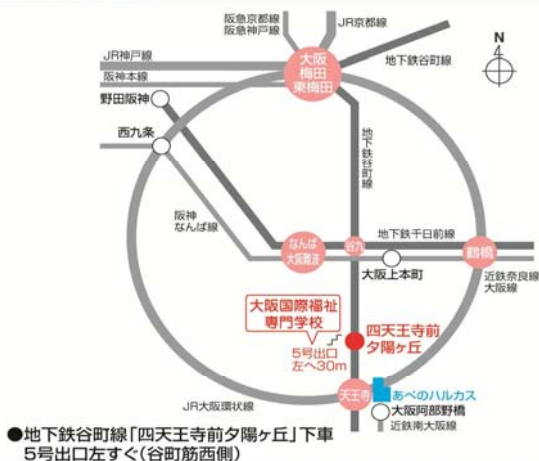 阪急京都線
阪急神戸線
JR京都線
JR神戸線
阪神本線
大阪
梅田
東梅田
地下鉄谷町線
N
野田阪神
西九条
地下鉄谷町線
阪神
なんば線
なんば
大阪難波
谷九
地下鉄千日前線
鶴橋
大阪上本町
近鉄奈良線
大阪線
大阪国際福祉
専門学校
5号出口
左へ30m
四天王寺前
夕陽ヶ丘
天王寺
あべのハルカス
大阪阿部野橋
近鉄南大阪線
JR大阪環状線
●地下鉄谷町線「四天王寺前夕陽ヶ丘」下車
5号出口左すぐ(谷町筋西側)